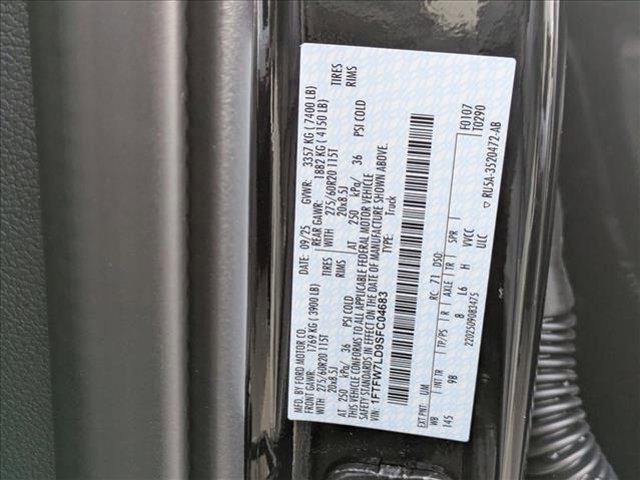 MFD. BY FORD MOTOR CO.
DATE: 09/25 GVWR: 3357 KG ( 7400 LB)
FRONT GAWR: 1769 KG ( 3900 LB) REAR GAWR: 1882 KG ( 4150 LB)
275/60R20 115T TIRES WITH 275/60R20 115T TIRES
20x8.5J RIMS 20x8.5J RIMS
AT 250 kPa/ 36 PSI COLD AT 250 kPa/ 36 PSI COLD
THIS VEHICLE CONFORMS TO ALL APPLICABLE FEDERAL MOTOR VEHICLE
SAFETY STANDARDS IN EFFECT ON THE DATE OF MANUFACTURE SHOWN ABOVE.
VIN: 1FTFW7LD9SFC04683 TYPE: Truck
EXT PNT: UM RC: 71 DSO: F0107
T0290
WB INT TR TP/PS R AXLE TR SPR
145 9B 8 L6 H VVCC
ULC
2202509083475 RU5A-3520472-AB